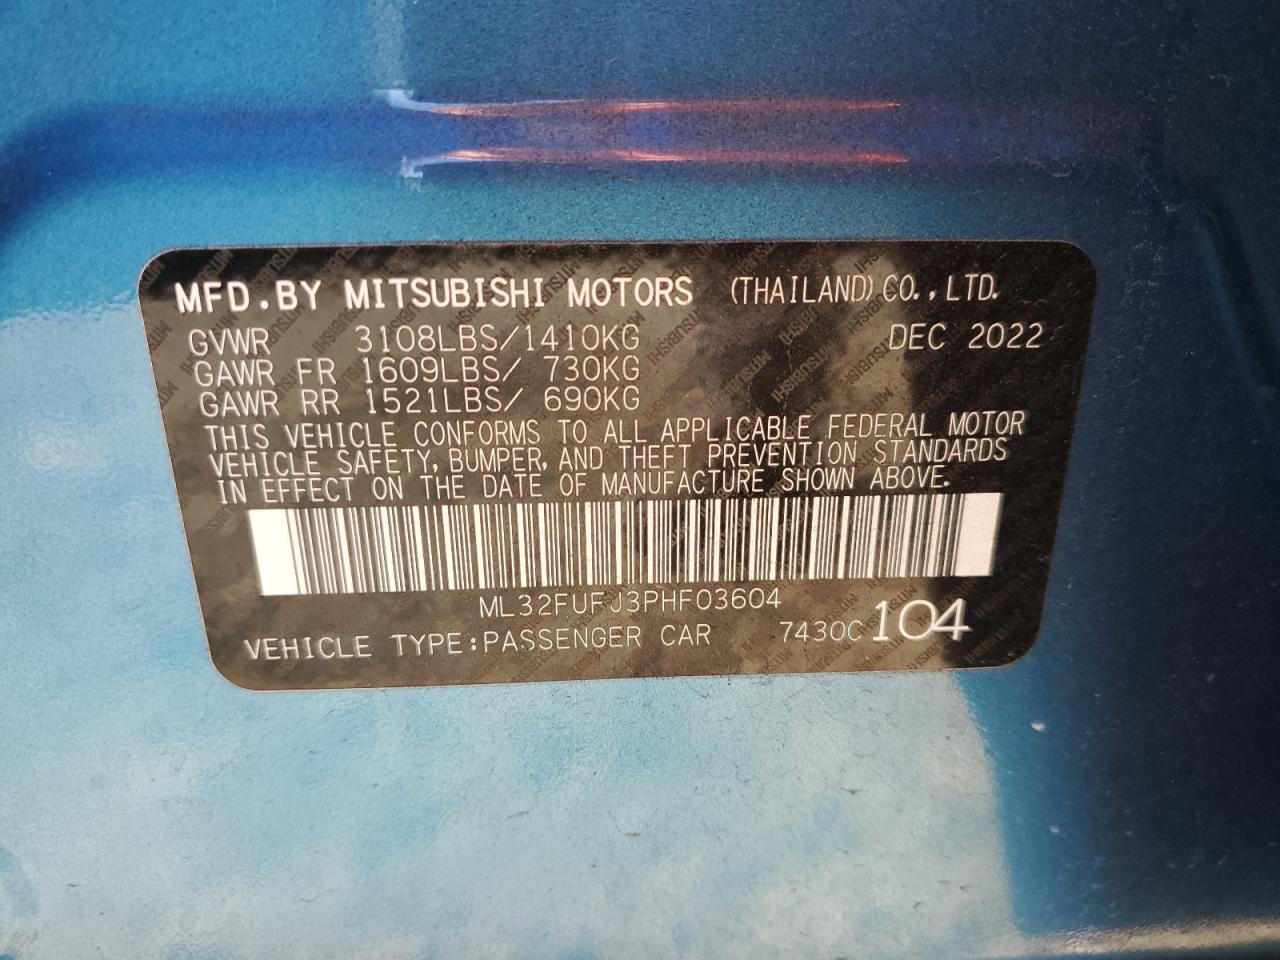 MFD.BY MITSUBISHI MOTORS (THAILAND) CO., LTD.
GVWR 3108LBS/1410KG DEC 2022
GAWR FR 1609LBS/ 730KG
GAWR RR 1521LBS/ 690KG
THIS VEHICLE CONFORMS TO ALL APPLICABLE FEDERAL MOTOR
VEHICLE SAFETY, BUMPER, AND THEFT PREVENTION STANDARDS
IN EFFECT ON THE DATE OF MANUFACTURE SHOWN ABOVE.
ML32FUFJ3PHF03604
VEHICLE TYPE:PASSENGER CAR 7430C 104